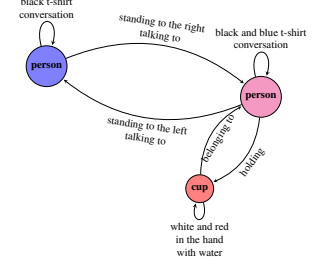 black t-shirt
conversation
standing to the right
talking to
black and blue t-shirt
conversation
person
person
standing to the left
talking to
belonging to
holding
cup
white and red
in the hand
with water